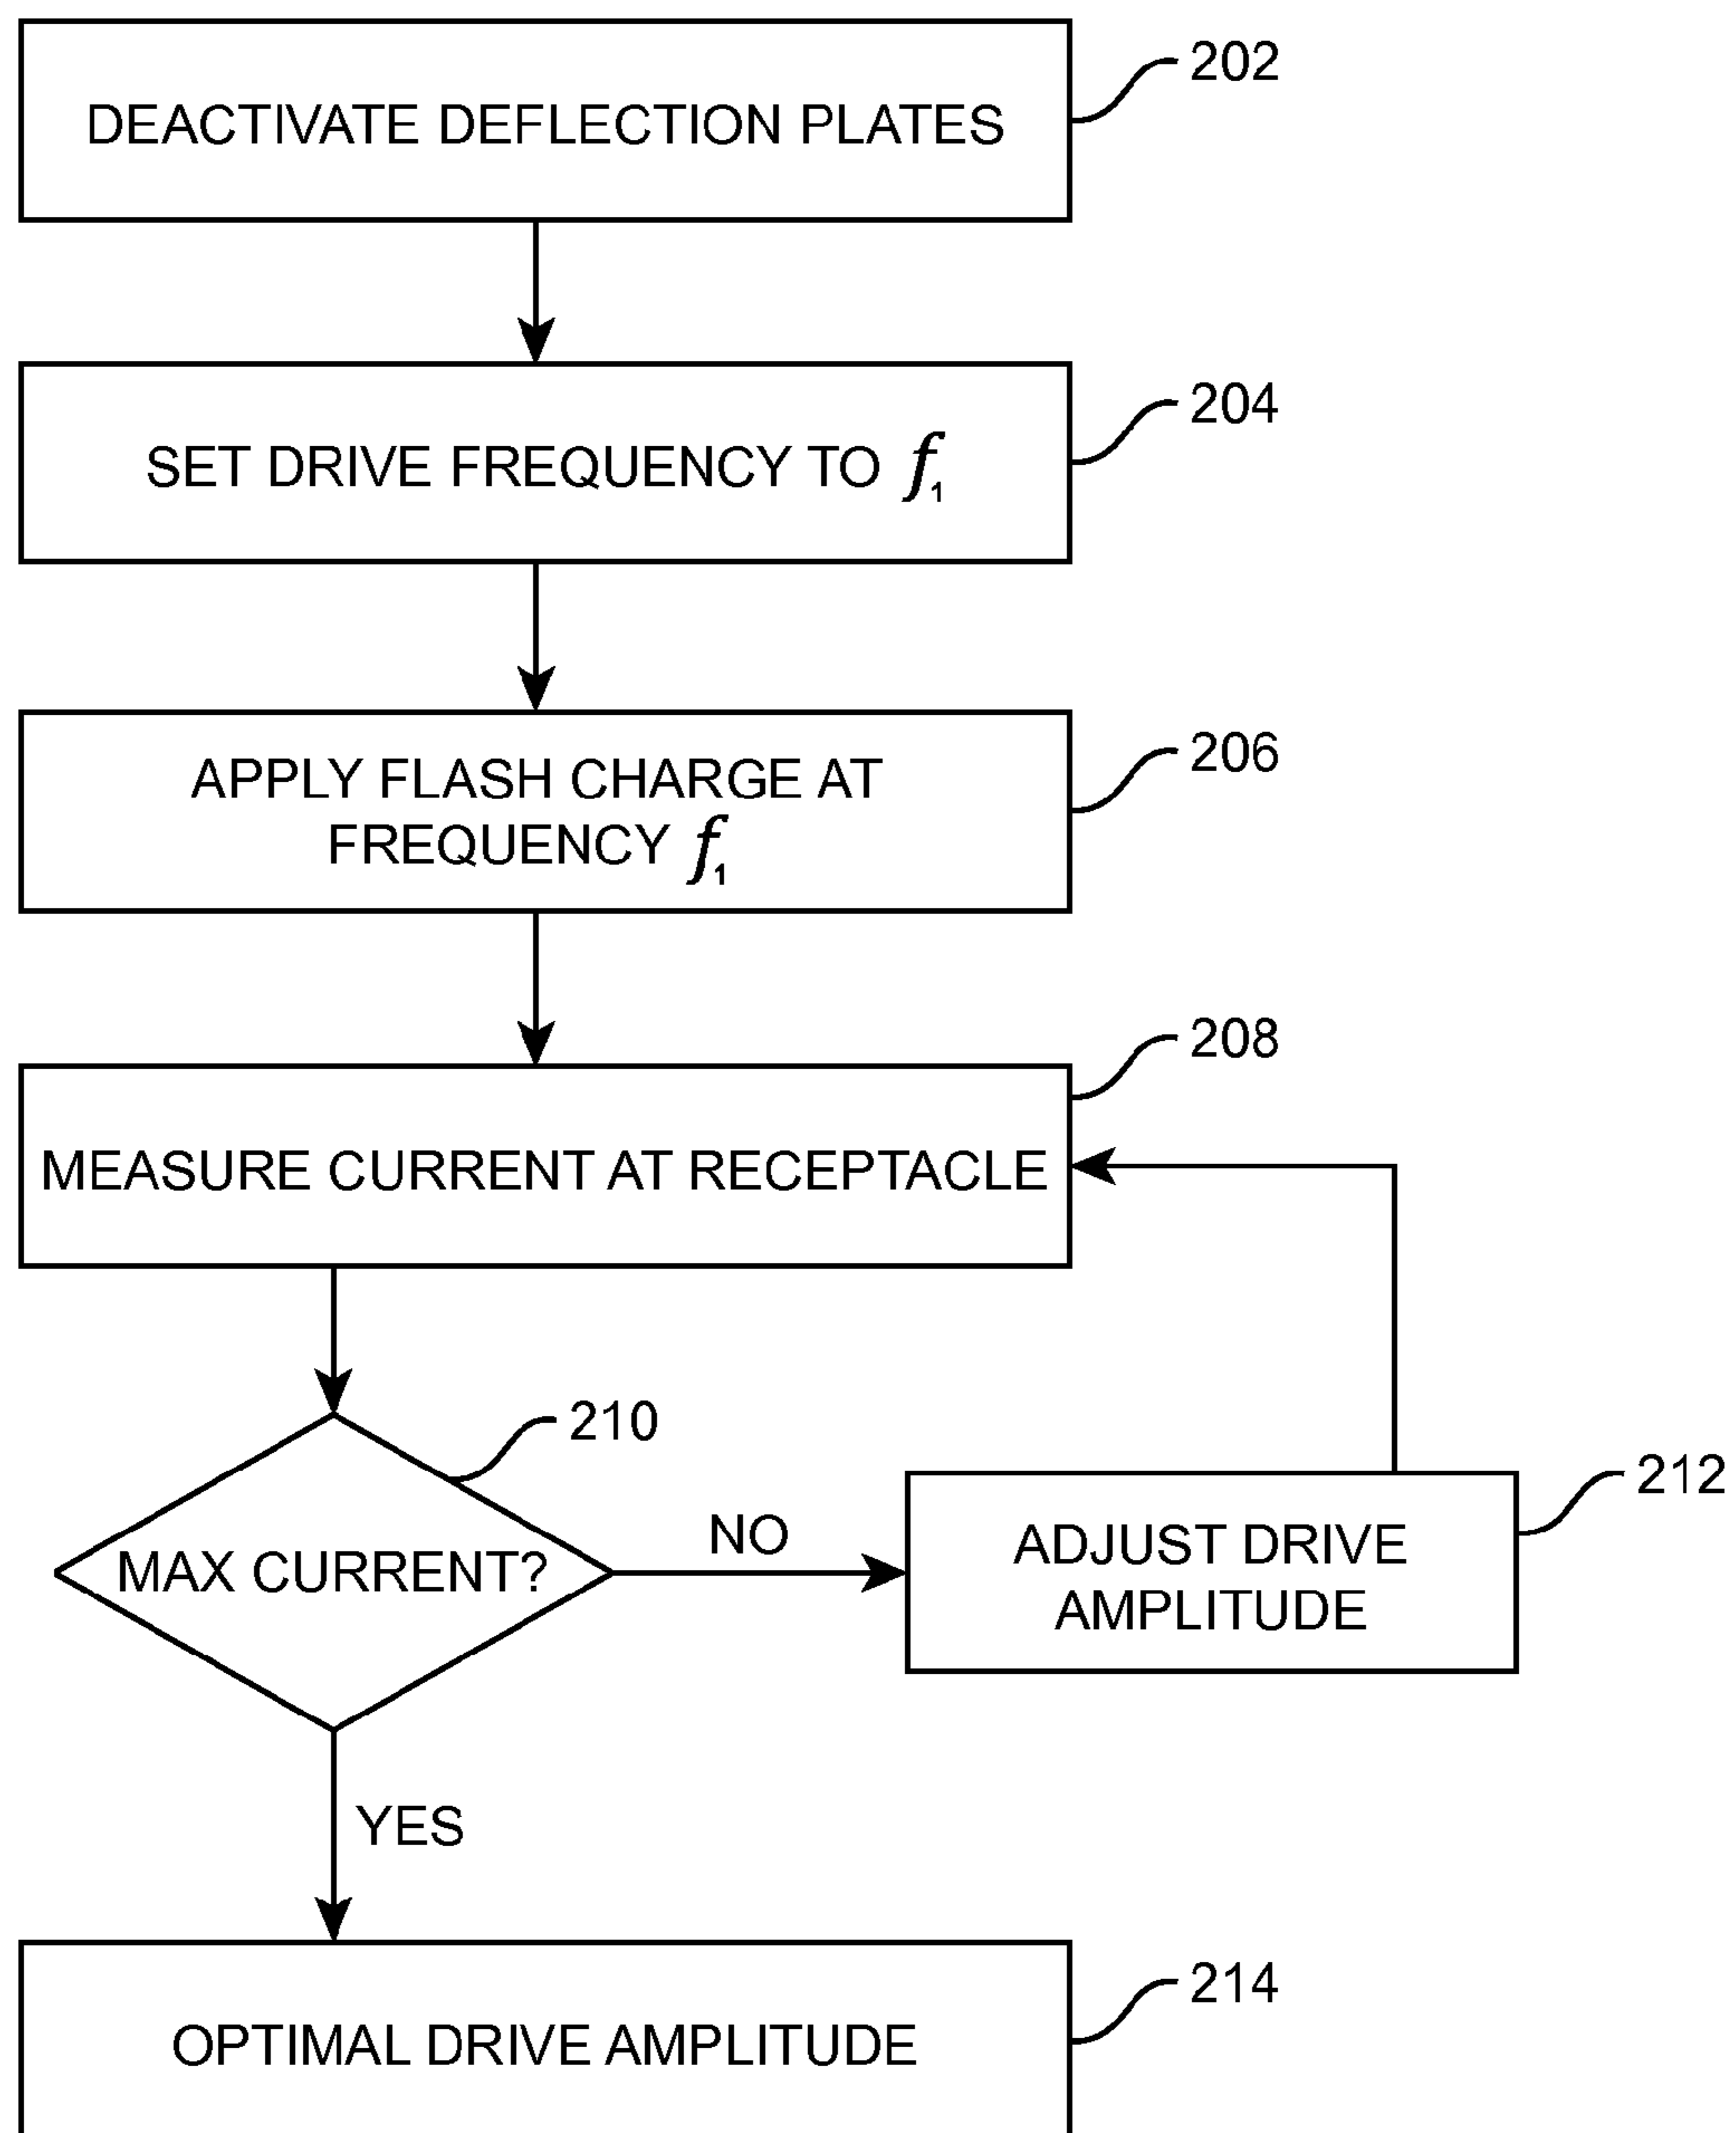 202
DEACTIVATE DEFLECTION PLATES
204
SET DRIVE FREQUENCY TO f₁
206
APPLY FLASH CHARGE AT
FREQUENCY f₁
208
MEASURE CURRENT AT RECEPTACLE
210
MAX CURRENT?
NO
212
ADJUST DRIVE
AMPLITUDE
YES
214
OPTIMAL DRIVE AMPLITUDE